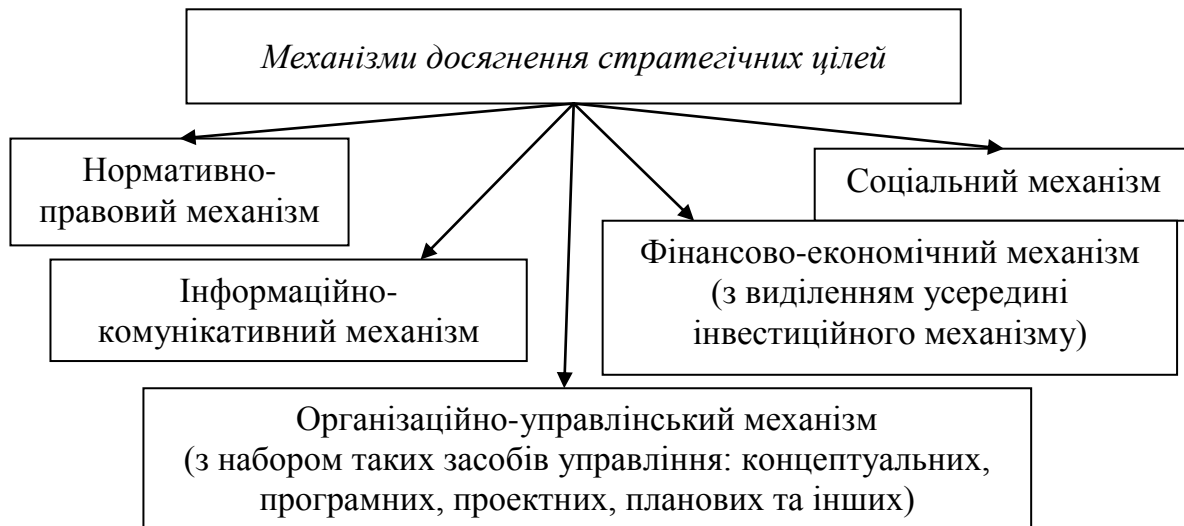 Механізми досягнення стратегічних цілей
Нормативно-
правовий механізм
Соціальний механізм
Інформаційно-
комунікативний механізм
Фінансово-економічний механізм
(з виділенням усередині
інвестиційного механізму)
Організаційно-управлінський механізм
(з набором таких засобів управління: концептуальних,
програмних, проектних, планових та інших)